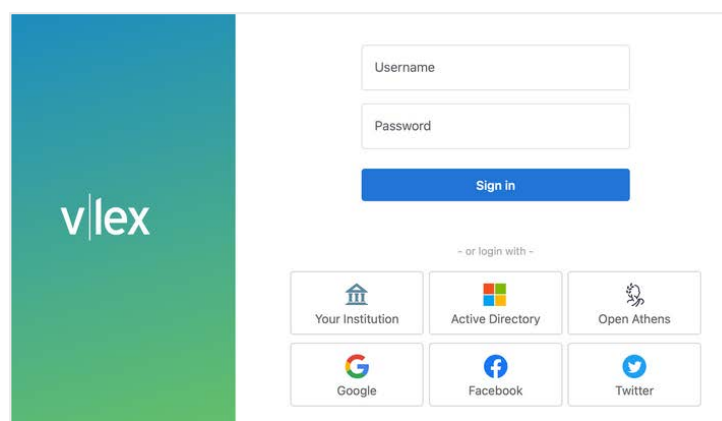 Username
Password
Sign in
v|lex
- or login with -
Your Institution
Active Directory
Open Athens
Google
Facebook
Twitter